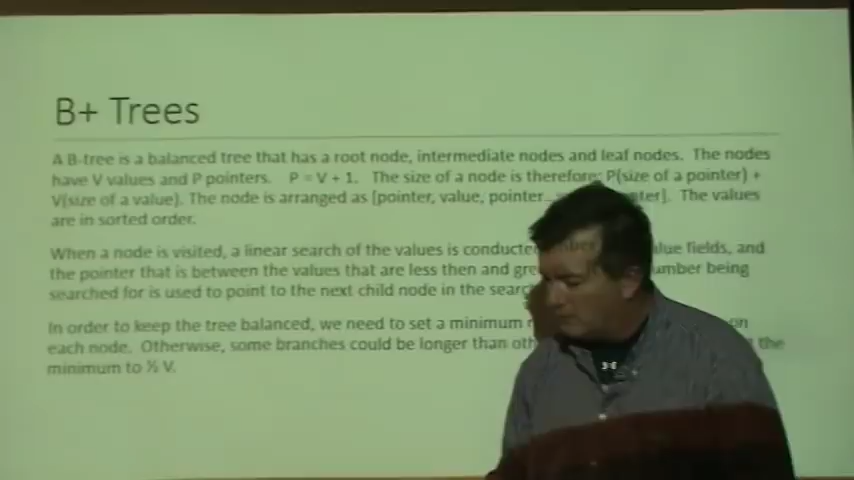 B+ Trees
A B-tree is a balanced tree that has a root node, intermediate nodes and leaf nodes. The nodes
have V values and P pointers. P = V + 1. The size of a node is therefore: P(size of a pointer) +
V(size of a value). The node is arranged as [pointer, value, pointer... The values
are in sorted order.
When a node is visited, a linear search of the values is conducted fields, and
the pointer that is between the values that are less then and being
searched for is used to point to the next child node in the
In order to keep the tree balanced, we need to set a minimum on
each node. Otherwise, some branches could be longer than the
minimum to ½ V.